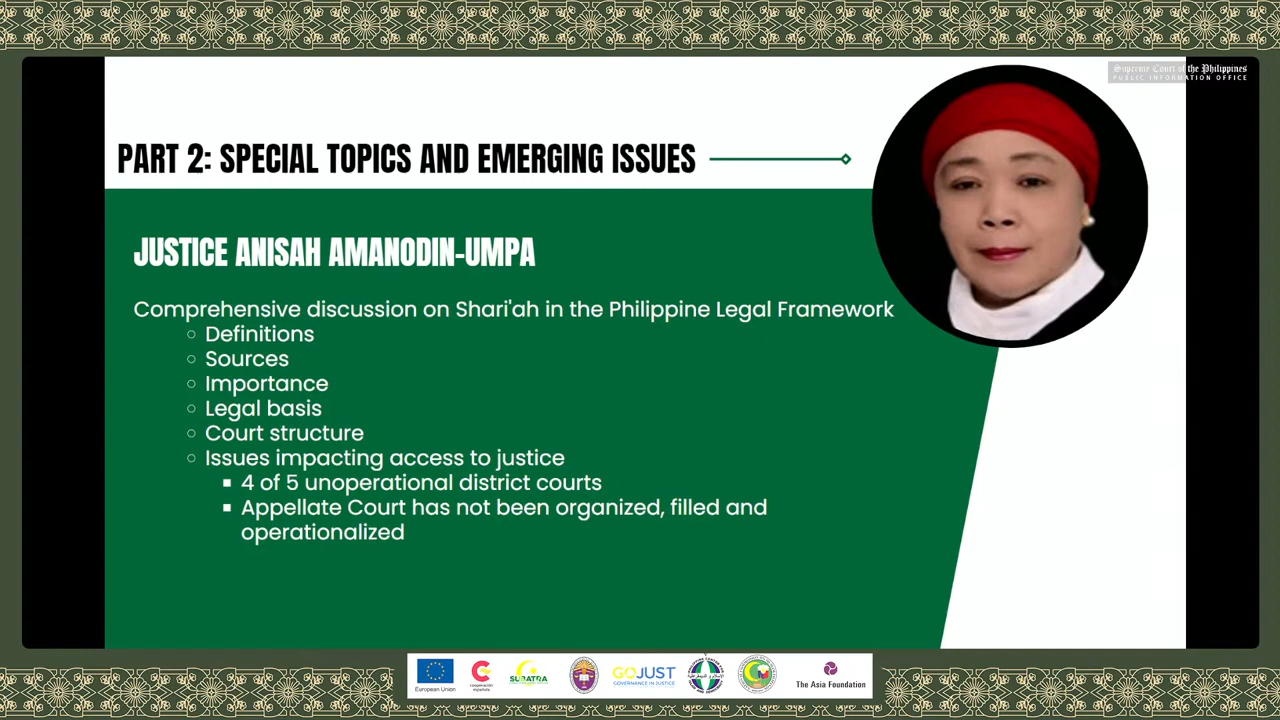 Supreme Court of the Philippines
PUBLIC INFORMATION OFFICE
PART 2: SPECIAL TOPICS AND EMERGING ISSUES
JUSTICE ANISAH AMANODIN-UMPA
Comprehensive discussion on Shari'ah in the Philippine Legal Framework
Definitions
Sources
Importance
Legal basis
Court structure
Issues impacting access to justice
4 of 5 unoperational district courts
Appellate Court has not been organized, filled and
operationalized
European Union
cooperación
española
SUBATRA
GOJUST
GOVERNANCE IN JUSTICE
The Asia Foundation